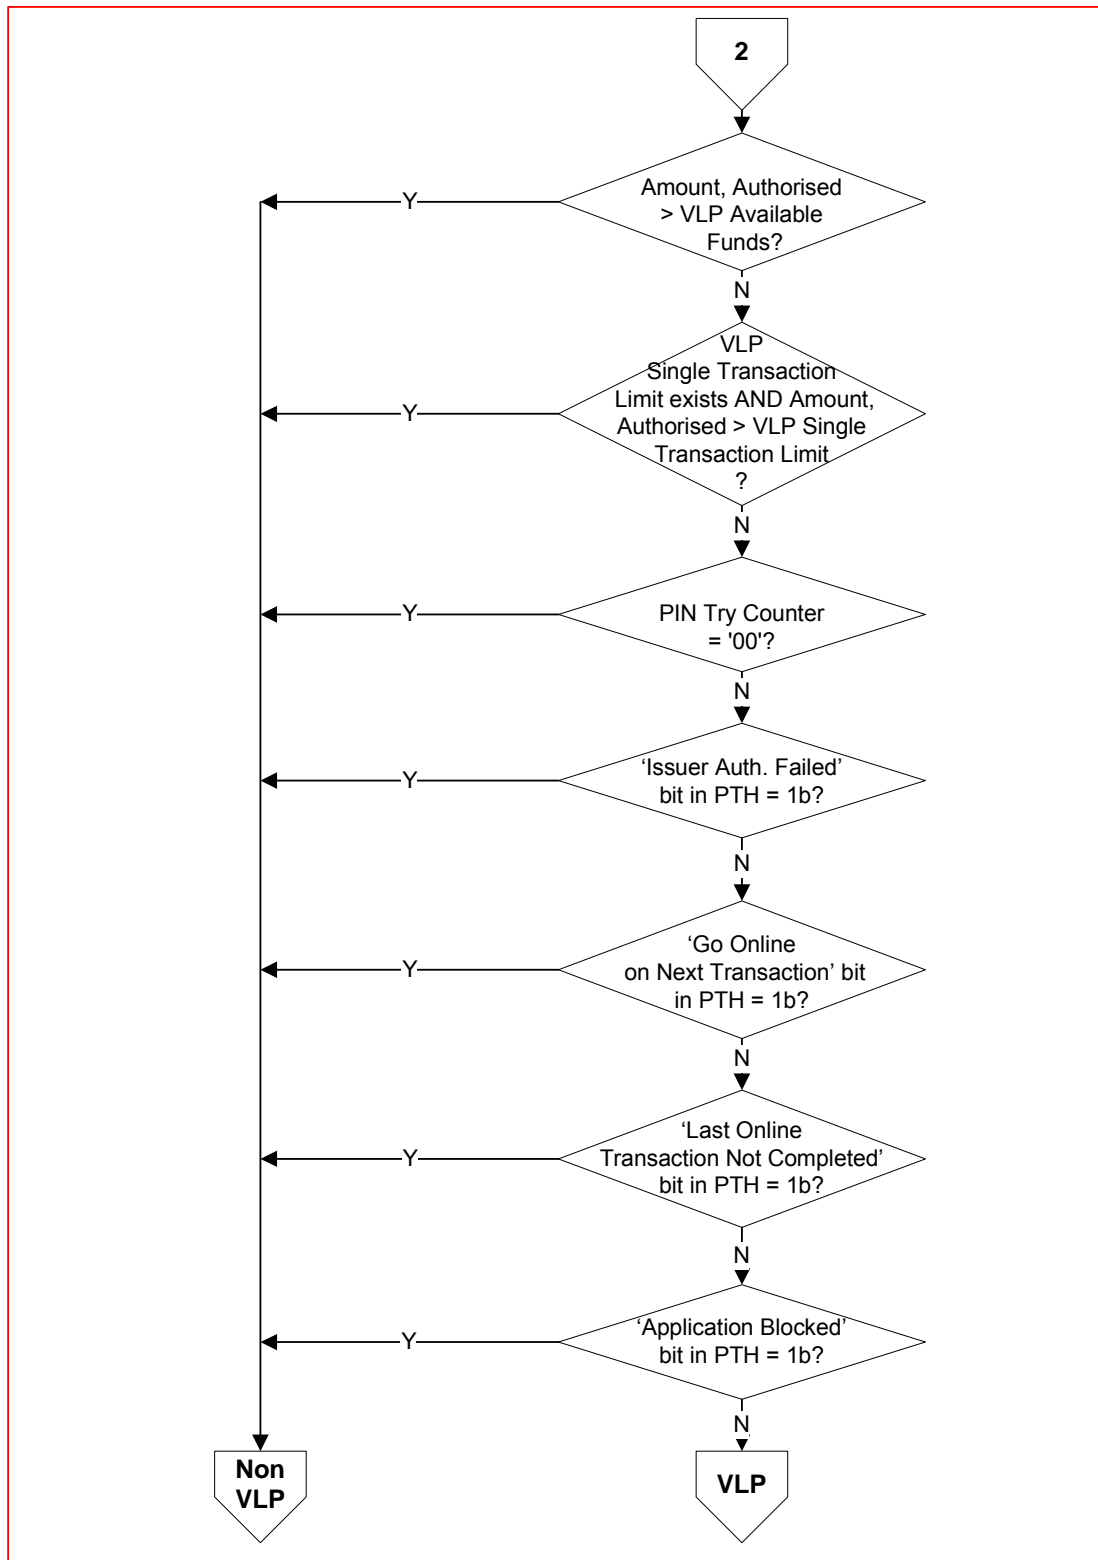 2
Amount, Authorised
> VLP Available
Funds?
Y
N
VLP
Single Transaction
Limit exists AND Amount,
Authorised > VLP Single
Transaction Limit
?
Y
N
PIN Try Counter
= '00'?
Y
N
‘Issuer Auth. Failed’
bit in PTH = 1b?
Y
N
‘Go Online
on Next Transaction’ bit
in PTH = 1b?
Y
N
‘Last Online
Transaction Not Completed’
bit in PTH = 1b?
Y
N
‘Application Blocked’
bit in PTH = 1b?
Y
N
Non
VLP
VLP